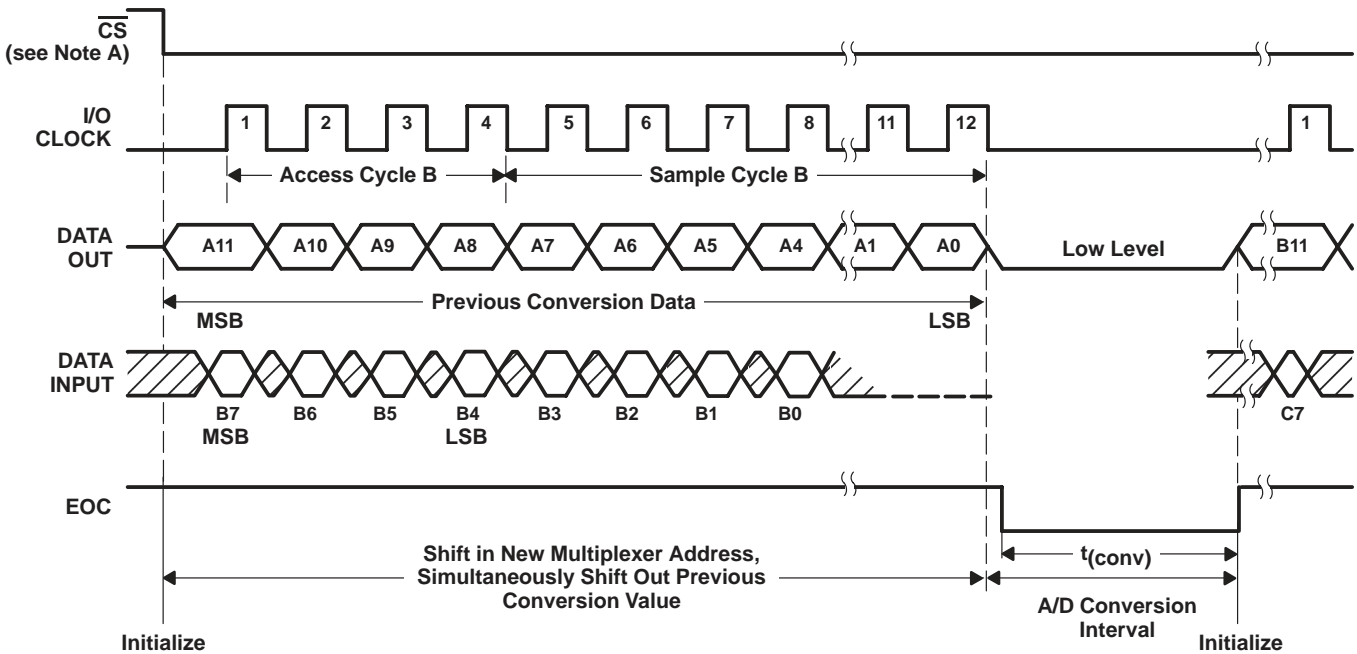 CS
(see Note A)
I/O
CLOCK
1 2 3 4 5 6 7 8 11 12 1
Access Cycle B Sample Cycle B
DATA
OUT
A11 A10 A9 A8 A7 A6 A5 A4 A1 A0 Low Level B11
Previous Conversion Data
MSB LSB
DATA
INPUT
B7 B6 B5 B4 B3 B2 B1 B0 C7
MSB LSB
EOC
t(conv)
Shift in New Multiplexer Address,
Simultaneously Shift Out Previous
Conversion Value
A/D Conversion
Interval
Initialize Initialize